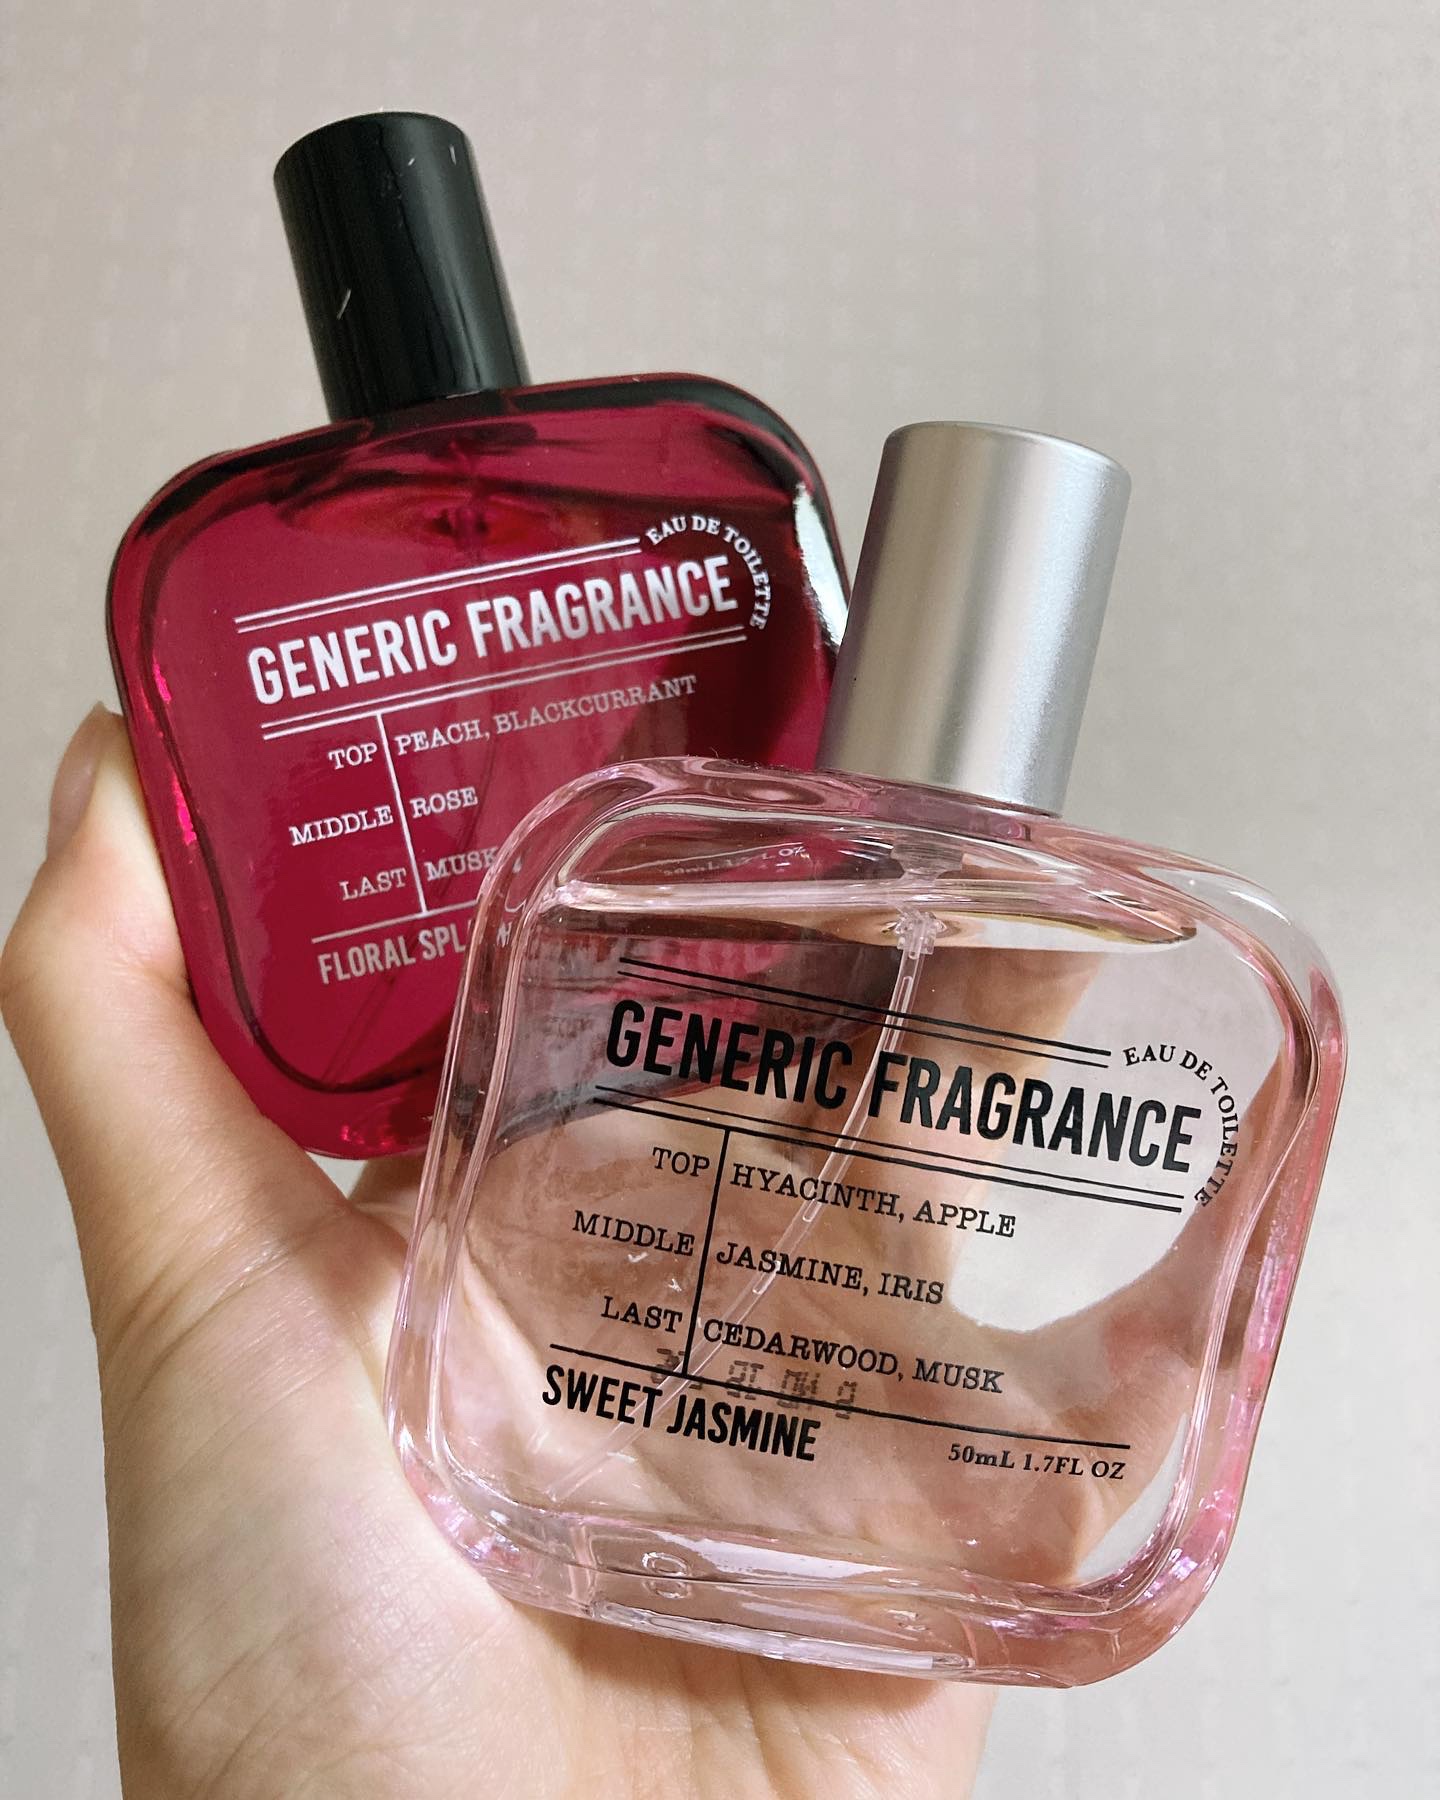 EAU DE TOILETTE
GENERIC FRAGRANCE
TOP PEACH, BLACKCURRANT
MIDDLE ROSE
LAST MUSK
FLORAL
EAU DE TOILETTE
GENERIC FRAGRANCE
TOP HYACINTH, APPLE
MIDDLE JASMINE, IRIS
LAST CEDARWOOD, MUSK
SWEET JASMINE
50mL 1.7FL OZ